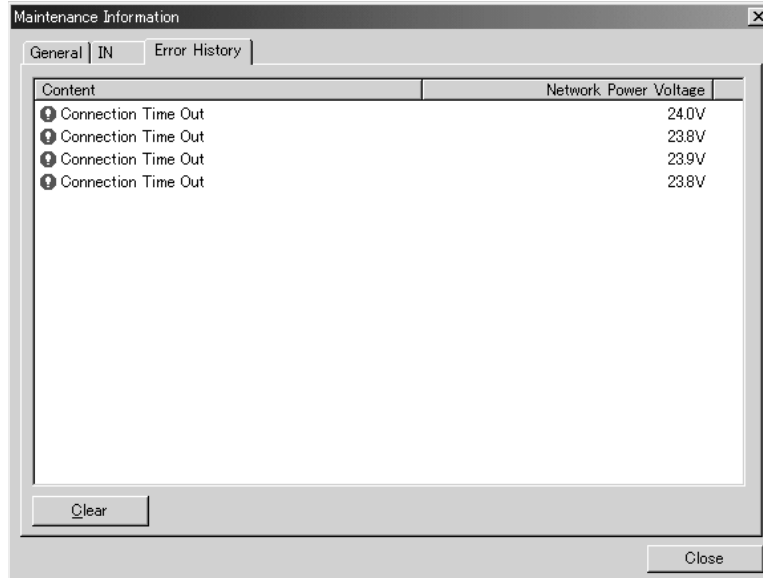 Maintenance Information
General IN Error History
Content Network Power Voltage
Connection Time Out 24.0V
Connection Time Out 23.8V
Connection Time Out 23.9V
Connection Time Out 23.8V
Clear
Close